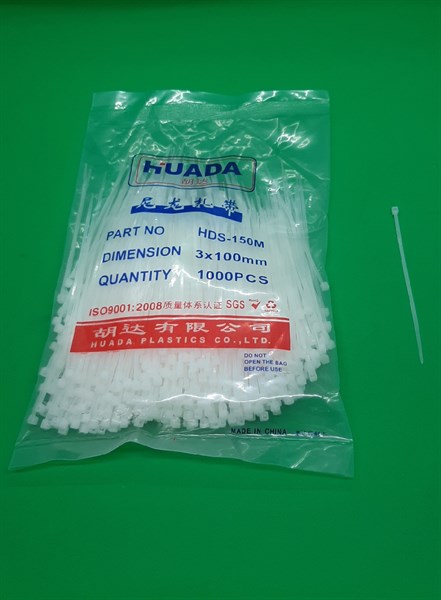 HUADA
胡达
尼龙扎带
PART NO HDS-150M
DIMENSION 3x100mm
QUANTITY 1000PCS
ISO9001:2008质量体系认证 SGS
胡达有限公司
HUADA PLASTICS CO.,LTD.
DO NOT
OPEN THE BAG
BEFORE USE
MADE IN CHINA